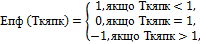 Епф (Ткяпк) = { 1, якщо Ткяпк < 1,
0, якщо Ткяпк = 1,
−1, якщо Ткяпк > 1,